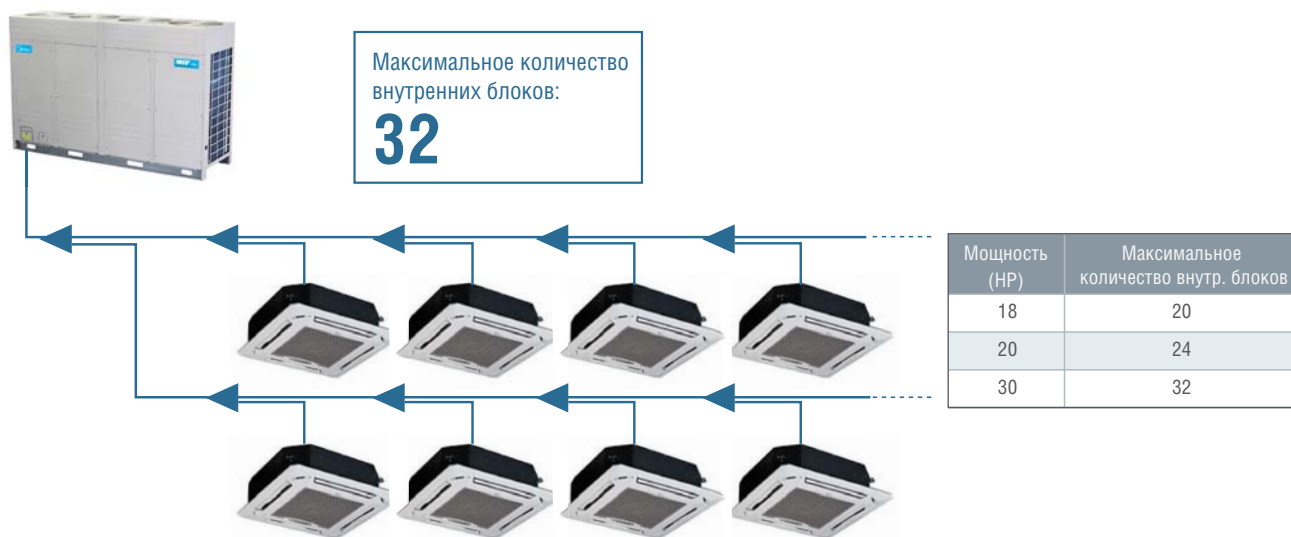 Максимальное количество
внутренних блоков:
32
Мощность
(HP)
Максимальное
количество внутр. блоков
18
20
20
24
30
32